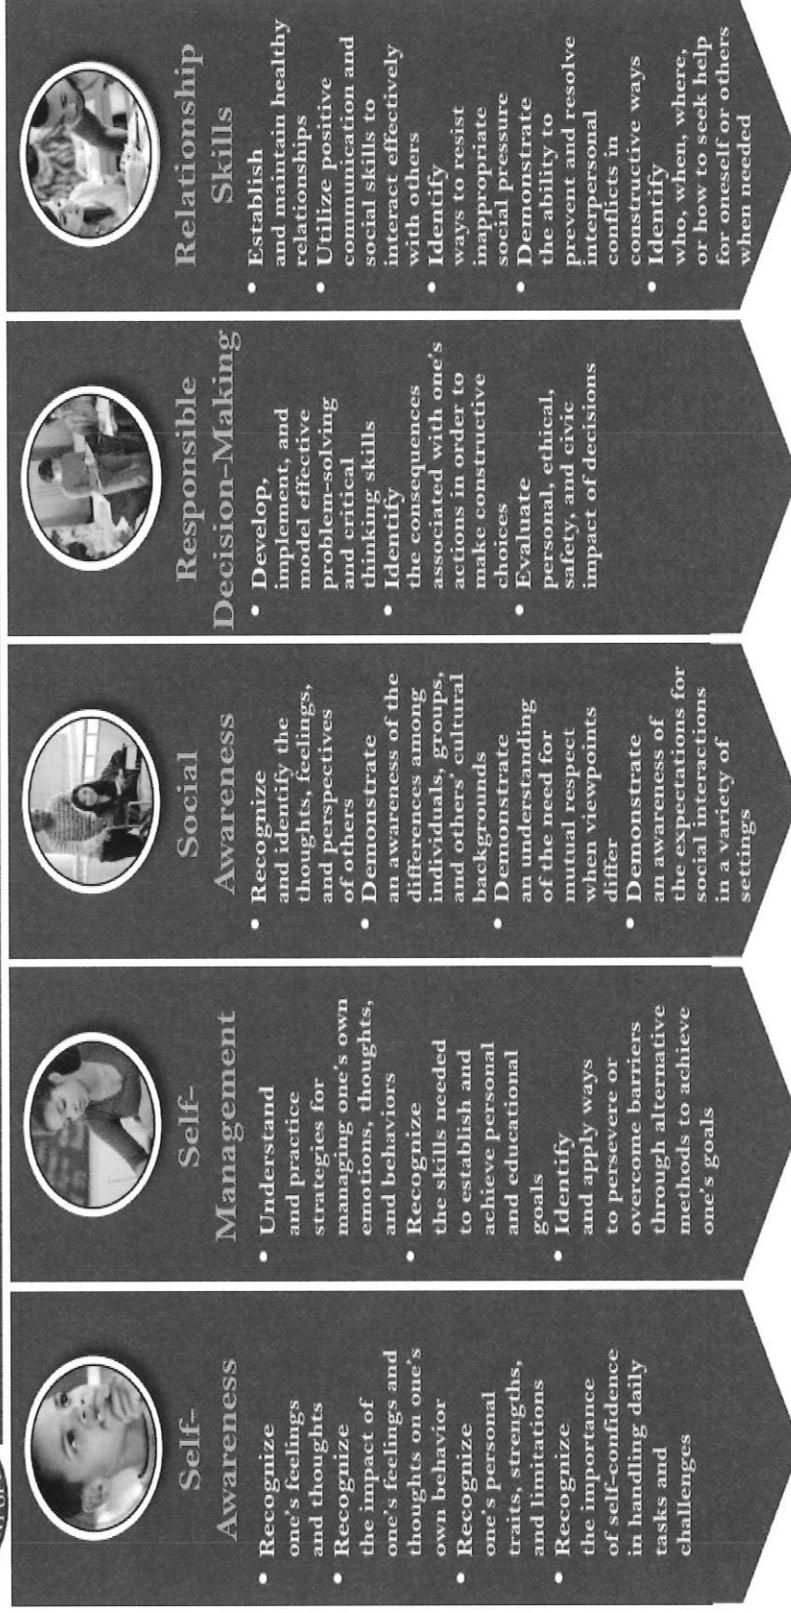 Self-
Awareness
• Recognize
one's feelings
and thoughts
• Recognize
the impact of
one's feelings and
thoughts on one's
own behavior
• Recognize
one's personal
traits, strengths,
and limitations
• Recognize
the importance
of self-confidence
in handling daily
tasks and
challenges
Self-
Management
• Understand
and practice
strategies for
managing one's own
emotions, thoughts,
and behaviors
• Recognize
the skills needed
to establish and
achieve personal
and educational
goals
• Identify
and apply ways
to persevere or
overcome barriers
through alternative
methods to achieve
one's goals
Social
Awareness
• Recognize
and identify the
thoughts, feelings,
and perspectives
of others
• Demonstrate
an awareness of the
differences among
individuals, groups,
and others' cultural
backgrounds
• Demonstrate
an understanding
of the need for
mutual respect
when viewpoints
differ
• Demonstrate
an awareness of
the expectations for
social interactions
in a variety of
settings
Responsible
Decision-Making
• Develop,
implement, and
model effective
problem-solving
and critical
thinking skills
• Identify
the consequences
associated with one's
actions in order to
make constructive
choices
• Evaluate
personal, ethical,
safety, and civic
impact of decisions
Relationship
Skills
• Establish
and maintain healthy
relationships
• Utilize positive
communication and
social skills to
interact effectively
with others
• Identify
ways to resist
inappropriate
social pressure
• Demonstrate
the ability to
prevent and resolve
interpersonal
conflicts in
constructive ways
• Identify
who, when, where,
or how to seek help
for oneself or others
when needed